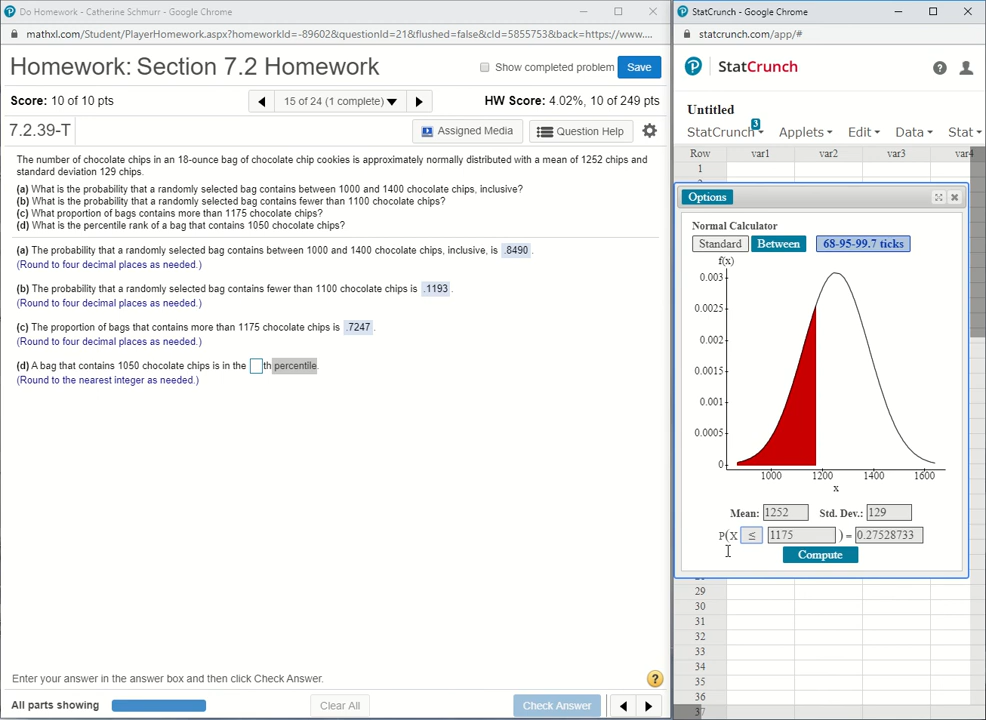 Do Homework - Catherine Schmurr - Google Chrome
mathxl.com/Student/PlayerHomework.aspx?homeworkId=-89602&questionId=21&flushed=false&cId=5855753&back=https://www....
Homework: Section 7.2 Homework
Show completed problem
Save
Score: 10 of 10 pts
15 of 24 (1 complete)
HW Score: 4.02%, 10 of 249 pts
7.2.39-T
Assigned Media
Question Help
The number of chocolate chips in an 18-ounce bag of chocolate chip cookies is approximately normally distributed with a mean of 1252 chips and
standard deviation 129 chips.
(a) What is the probability that a randomly selected bag contains between 1000 and 1400 chocolate chips, inclusive?
(b) What is the probability that a randomly selected bag contains fewer than 1100 chocolate chips?
(c) What proportion of bags contains more than 1175 chocolate chips?
(d) What is the percentile rank of a bag that contains 1050 chocolate chips?
(a) The probability that a randomly selected bag contains between 1000 and 1400 chocolate chips, inclusive, is .8490.
(Round to four decimal places as needed.)
(b) The probability that a randomly selected bag contains fewer than 1100 chocolate chips is .1193.
(Round to four decimal places as needed.)
(c) The proportion of bags that contains more than 1175 chocolate chips is .7247.
(Round to four decimal places as needed.)
(d) A bag that contains 1050 chocolate chips is in the th percentile.
(Round to the nearest integer as needed.)
Enter your answer in the answer box and then click Check Answer.
?
All parts showing
Clear All
Check Answer
StatCrunch - Google Chrome
statcrunch.com/app/#
P
StatCrunch
?
Untitled
StatCrunch 3 Applets Edit Data Stat
Row var1 var2 var3 var4
1
Options
Normal Calculator
Standard Between 68-95-99.7 ticks
f(x)
0.003
0.0025
0.002
0.0015
0.001
0.0005
0
1000 1200 1400 1600
x
Mean: 1252 Std. Dev.: 129
P(X ≤ 1175 ) = 0.27528733
Compute
29
30
31
32
33
34
35
36
37